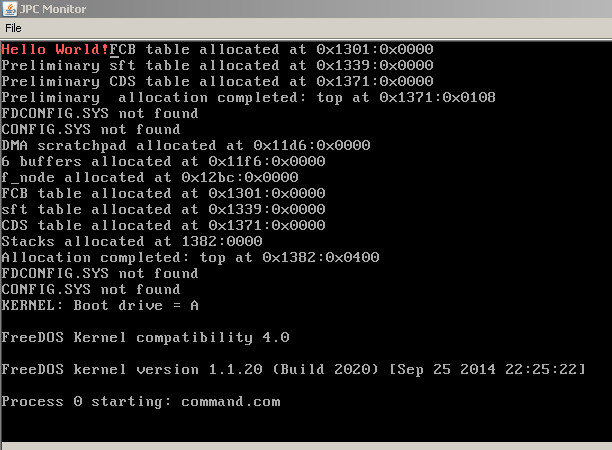 JPC Monitor
File
Hello World!FCB table allocated at 0x1301:0x0000
Preliminary sft table allocated at 0x1339:0x0000
Preliminary CDS table allocated at 0x1371:0x0000
Preliminary  allocation completed: top at 0x1371:0x0108
FDCONFIG.SYS not found
CONFIG.SYS not found
DMA scratchpad allocated at 0x11d6:0x0000
6 buffers allocated at 0x11f6:0x0000
f_node allocated at 0x12bc:0x0000
FCB table allocated at 0x1301:0x0000
sft table allocated at 0x1339:0x0000
CDS table allocated at 0x1371:0x0000
Stacks allocated at 1382:0000
Allocation completed: top at 0x1382:0x0400
FDCONFIG.SYS not found
CONFIG.SYS not found
KERNEL: Boot drive = A
FreeDOS Kernel compatibility 4.0
FreeDOS kernel version 1.1.20 (Build 2020) [Sep 25 2014 22:25:22]
Process 0 starting: command.com